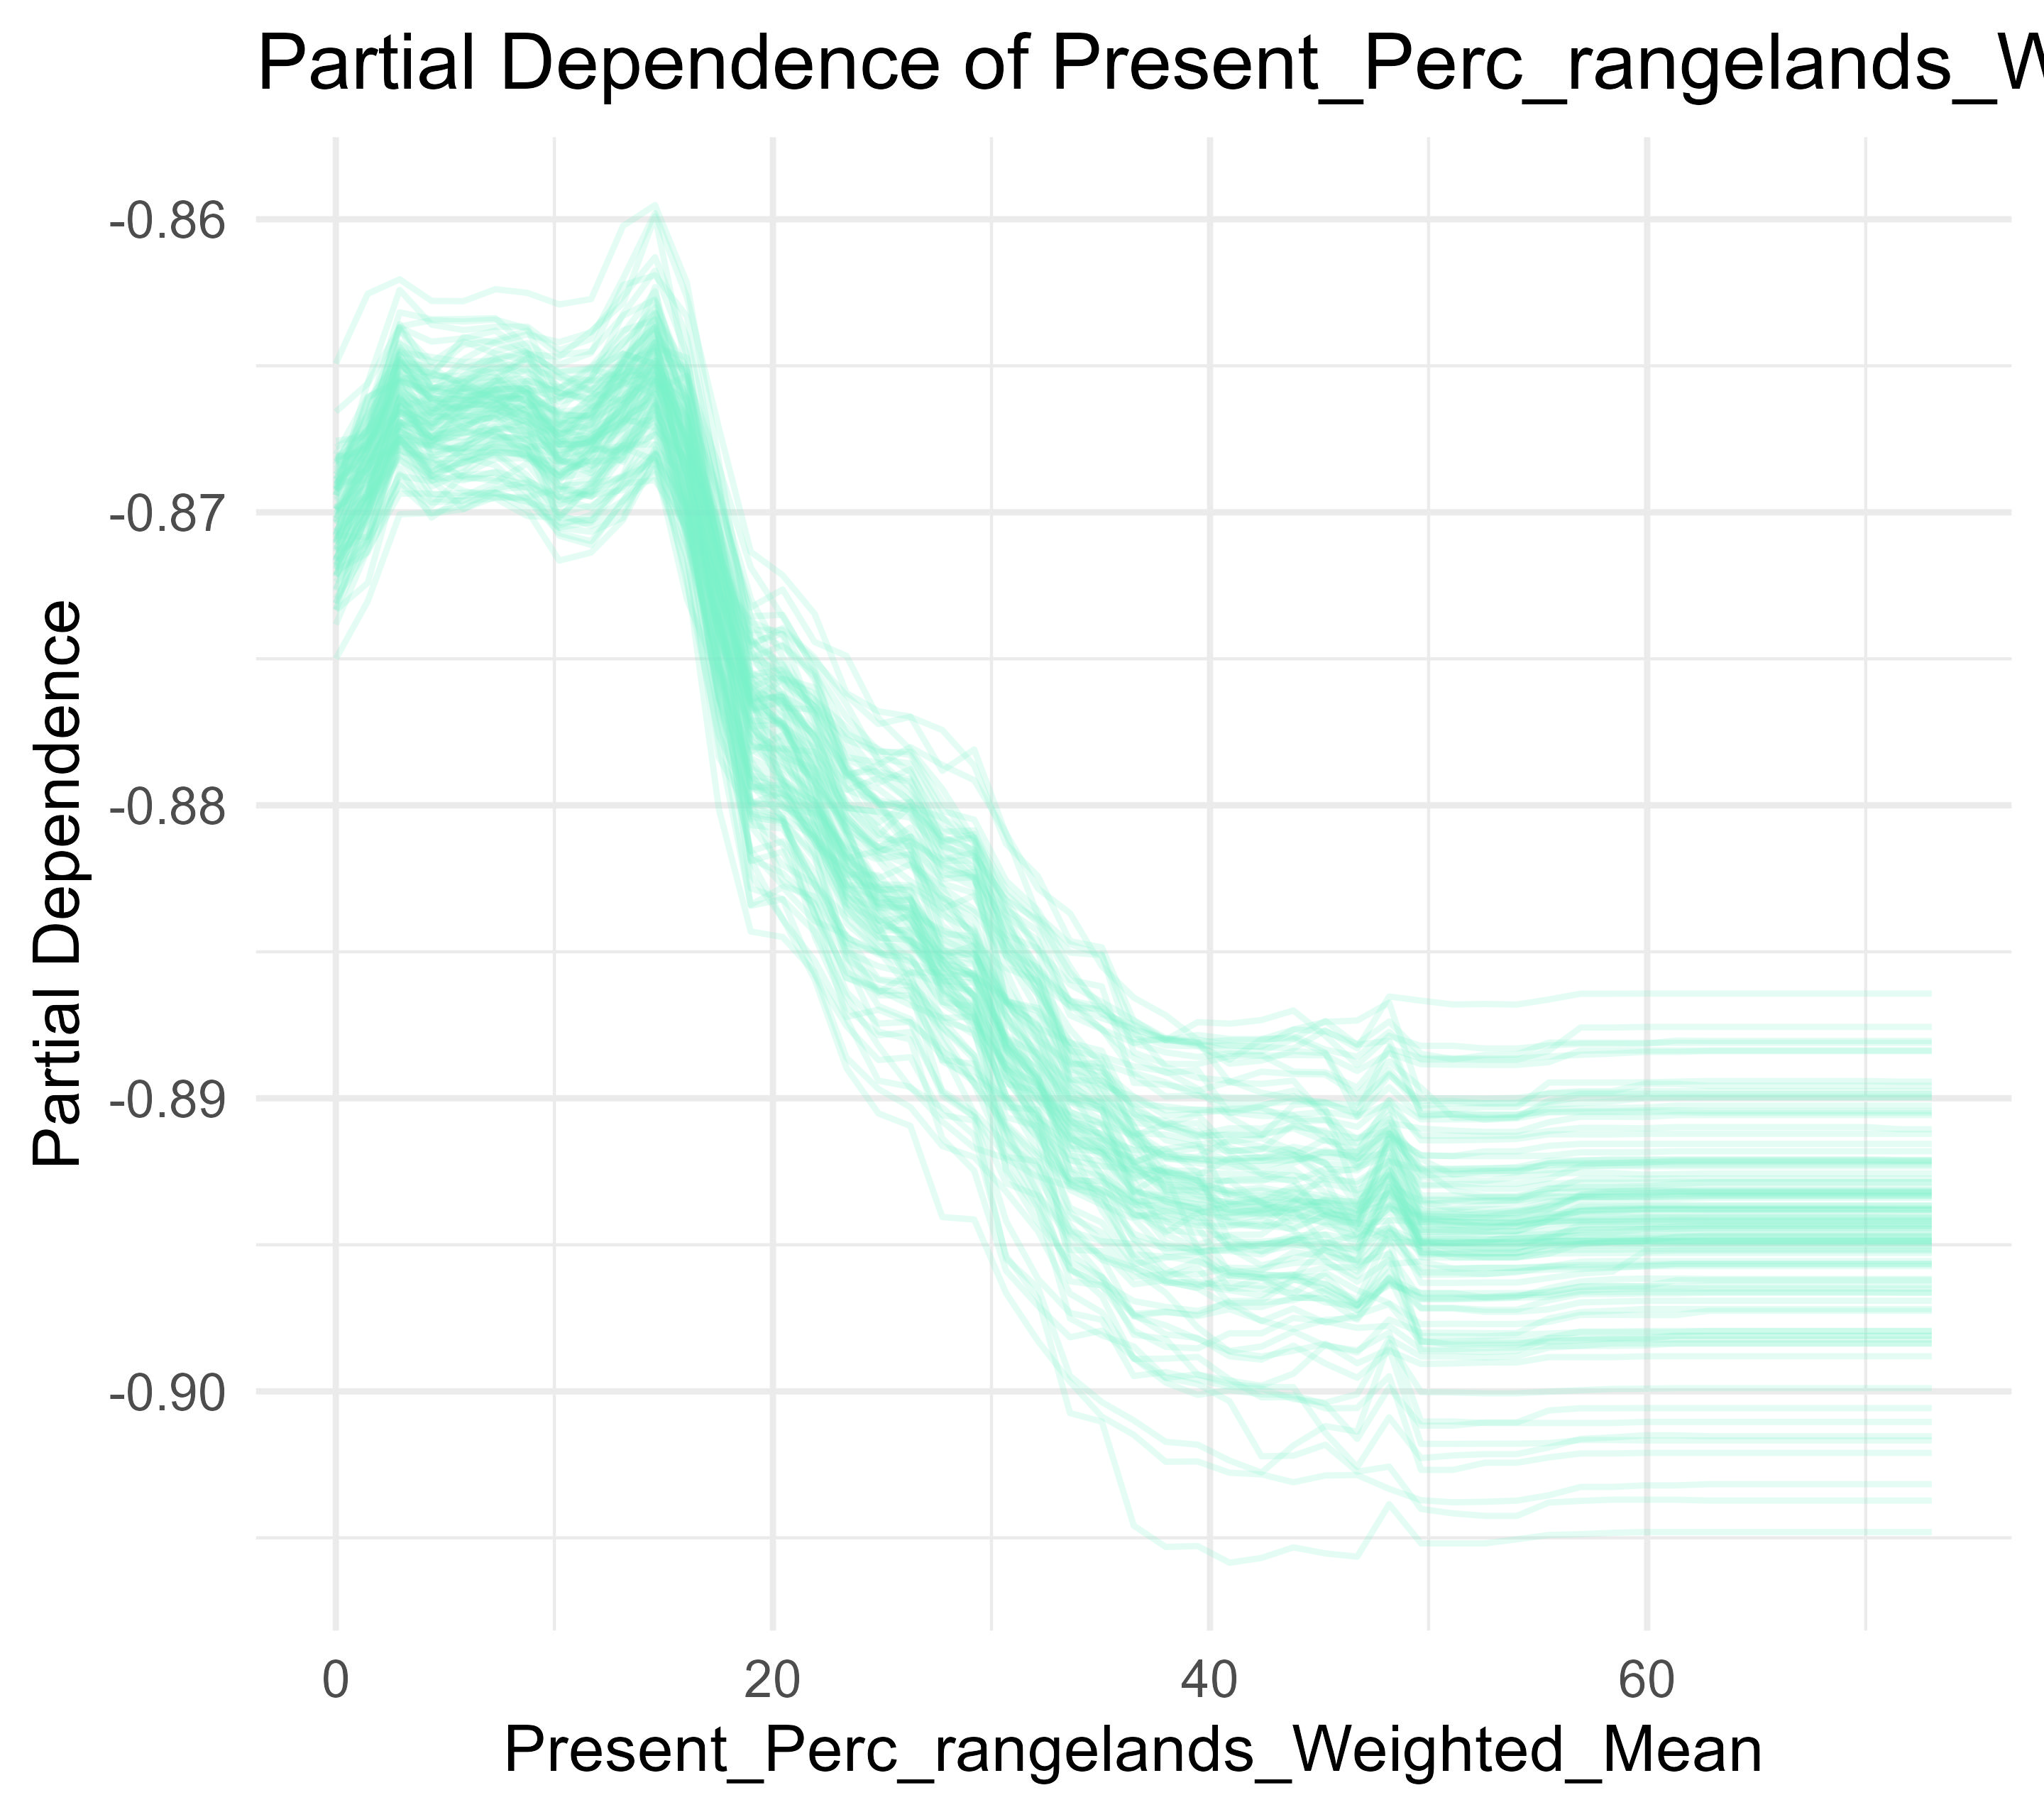 Partial Dependence of Present_Perc_rangelands_W
-0.86
-0.87
-0.88
-0.89
-0.90
Partial Dependence
0 20 40 60
Present_Perc_rangelands_Weighted_Mean